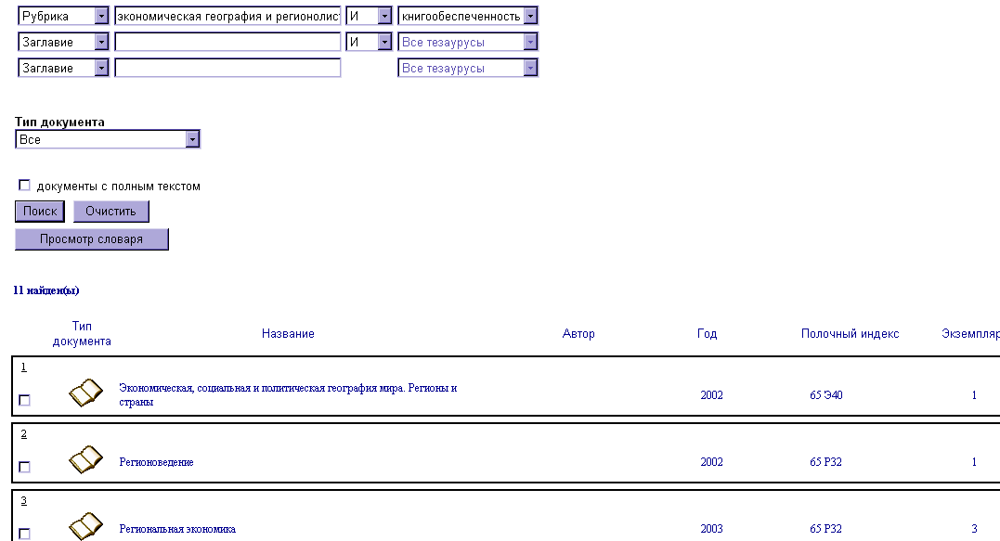 Рубрика экономическая география и регионолис И книгообеспеченность
Заглавие И Все тезаурусы
Заглавие Все тезаурусы
Тип документа
Все
документы с полным текстом
Поиск Очистить
Просмотр словаря
11 найден(ы)
Тип документа Название Автор Год Полочный индекс Экземпляр
1
Экономическая, социальная и политическая география мира. Регионы и
страны 2002 65 Э40 1
2
Регионоведение 2002 65 Р32 1
3
Региональная экономика 2003 65 Р32 3